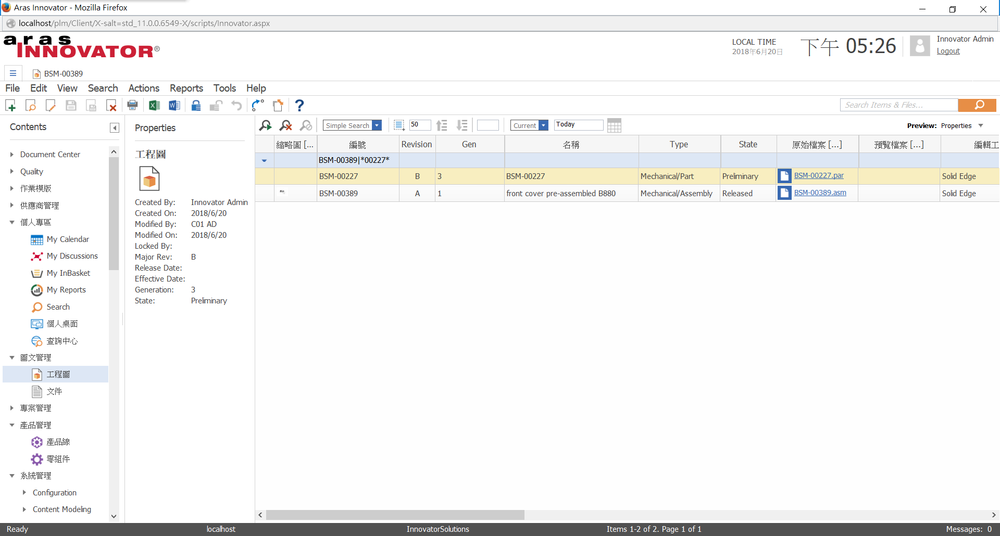 Aras Innovator - Mozilla Firefox
localhost/plm/Client/X-salt=std_11.0.0.6549-X/scripts/Innovator.aspx
aras
INNOVATOR®
LOCAL TIME
2018年6月20日
下午 05:26
Innovator Admin
Logout
BSM-00389
File Edit View Search Actions Reports Tools Help
Search Items & Files...
Contents
Document Center
Quality
作業模版
供應商管理
個人專區
My Calendar
My Discussions
My InBasket
My Reports
Search
個人桌面
查詢中心
圖文管理
工程圖
文件
專案管理
產品管理
產品線
零組件
系統管理
Configuration
Content Modeling
Properties
工程圖
Created By: Innovator Admin
Created On: 2018/6/20
Modified By: C01 AD
Modified On: 2018/6/20
Locked By:
Major Rev: B
Release Date:
Effective Date:
Generation: 3
State: Preliminary
Simple Search 50 Current Today
Preview: Properties
縮略圖 [... 編號 Revision Gen 名稱 Type State 原始檔案 [...] 預覧檔案 [...] 編輯工
BSM-00389|*00227*
BSM-00227 B 3 BSM-00227 Mechanical/Part Preliminary BSM-00227.par Solid Edge
BSM-00389 A 1 front cover pre-assembled B880 Mechanical/Assembly Released BSM-00389.asm Solid Edge
Ready localhost InnovatorSolutions Items 1-2 of 2. Page 1 of 1 Messages: 0